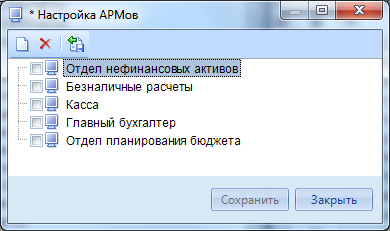 * Настройка АРМов
Отдел нефинансовых активов
Безналичные расчеты
Касса
Главный бухгалтер
Отдел планирования бюджета
Сохранить Закрыть